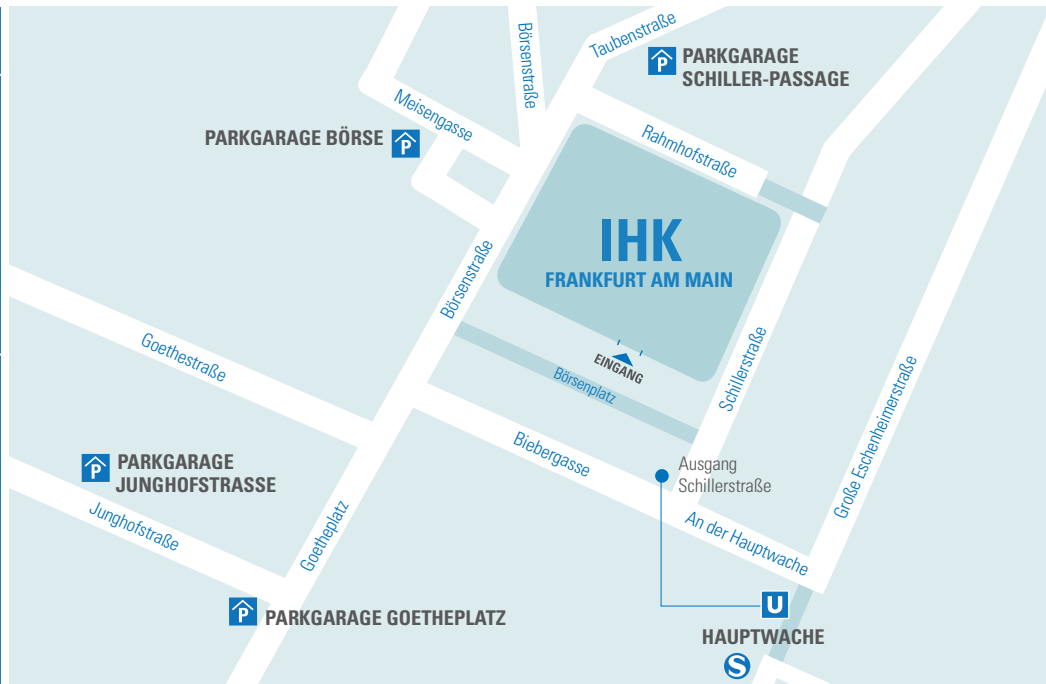 Börsenstraße
Taubenstraße
P PARKGARAGE
SCHILLER-PASSAGE
Meisengasse
PARKGARAGE BÖRSE P
Rahmhofstraße
IHK
FRANKFURT AM MAIN
Börsenstraße
Goethestraße
EINGANG
Börsenplatz
Schillerstraße
Große Eschenheimerstraße
Biebergasse
P PARKGARAGE
JUNGHOFSTRASSE
Ausgang
Schillerstraße
Junghofstraße
Goetheplatz
An der Hauptwache
P PARKGARAGE GOETHEPLATZ
U
HAUPTWACHE
S